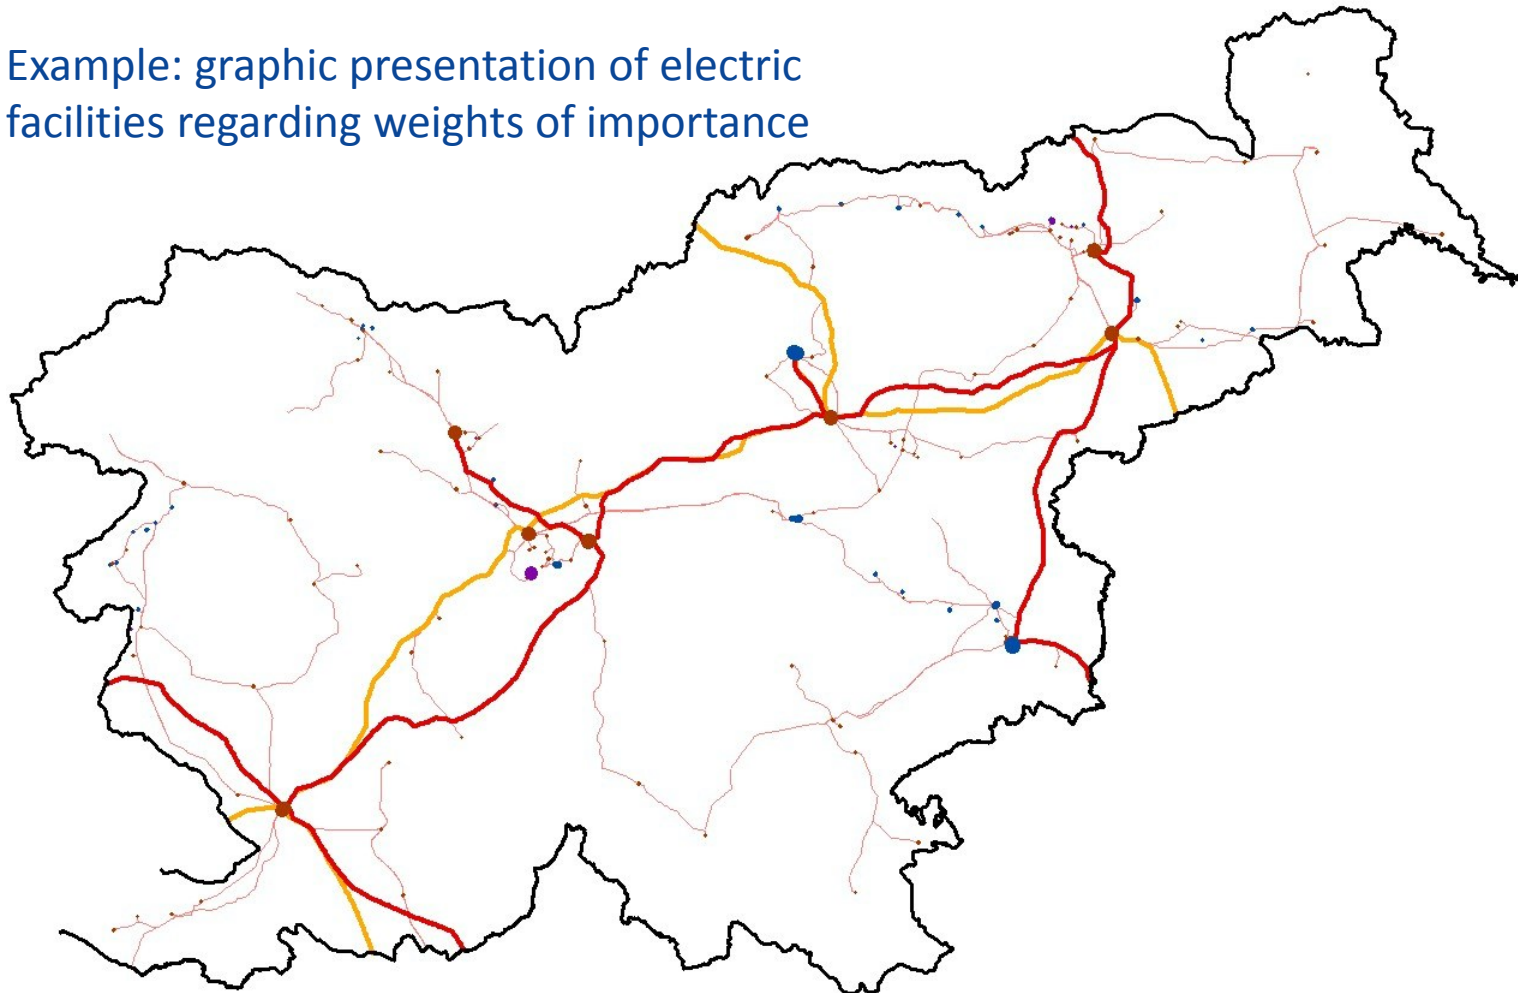 Example: graphic presentation of electric
facilities regarding weights of importance